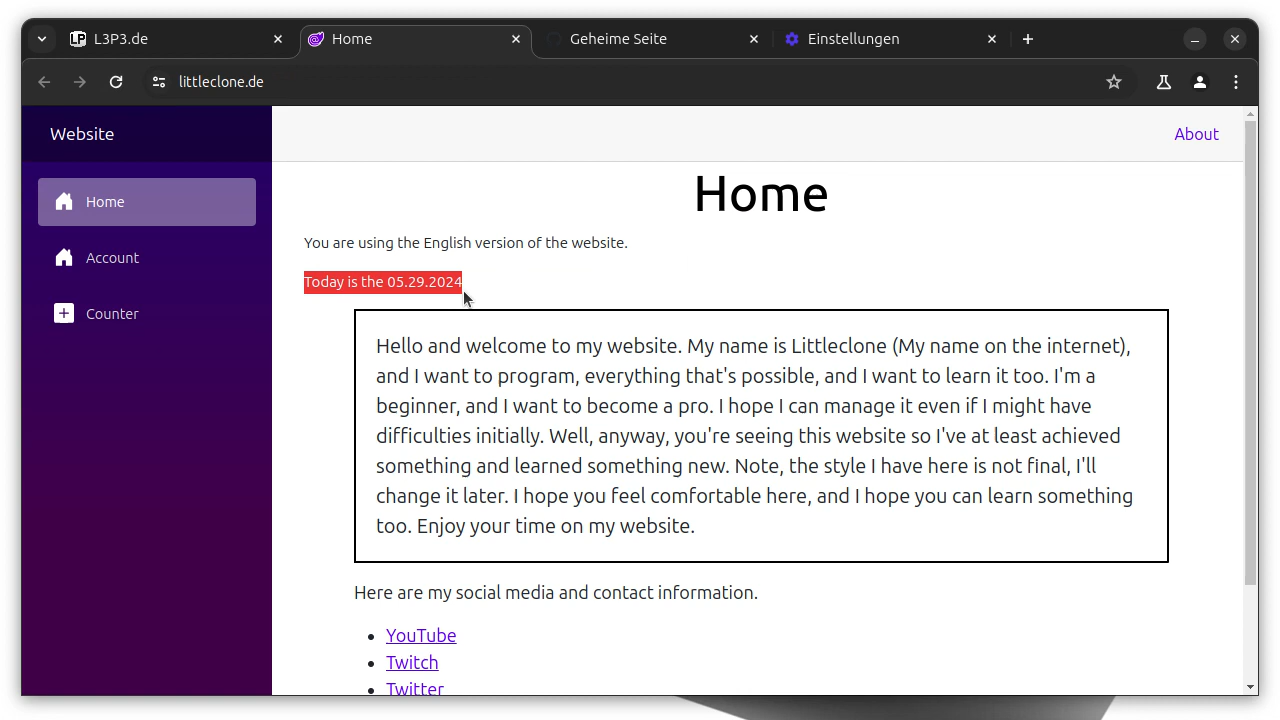 L3P3.de
Home
Geheime Seite
Einstellungen
littleclone.de
Website
About
Home
Account
Counter
Home
You are using the English version of the website.
Today is the 05.29.2024
Hello and welcome to my website. My name is Littleclone (My name on the internet),
and I want to program, everything that's possible, and I want to learn it too. I'm a
beginner, and I want to become a pro. I hope I can manage it even if I might have
difficulties initially. Well, anyway, you're seeing this website so I've at least achieved
something and learned something new. Note, the style I have here is not final, I'll
change it later. I hope you feel comfortable here, and I hope you can learn something
too. Enjoy your time on my website.
Here are my social media and contact information.
YouTube
Twitch
Twitter